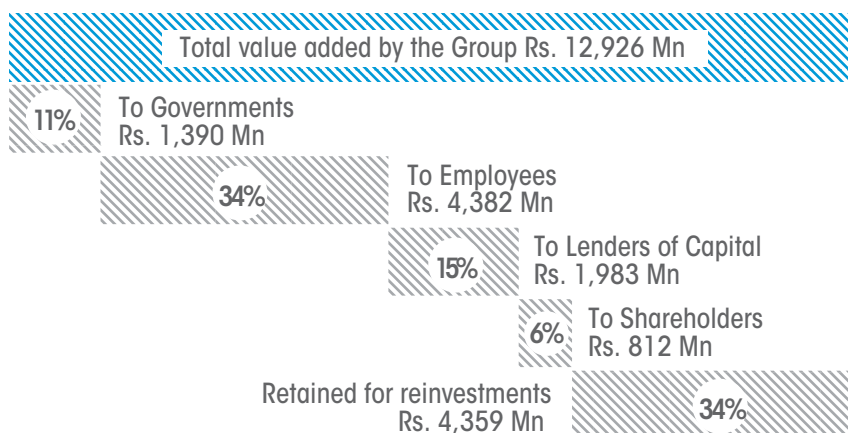 Total value added by the Group Rs. 12,926 Mn
11%
To Governments
Rs. 1,390 Mn
34%
To Employees
Rs. 4,382 Mn
15%
To Lenders of Capital
Rs. 1,983 Mn
6%
To Shareholders
Rs. 812 Mn
Retained for reinvestments
Rs. 4,359 Mn
34%